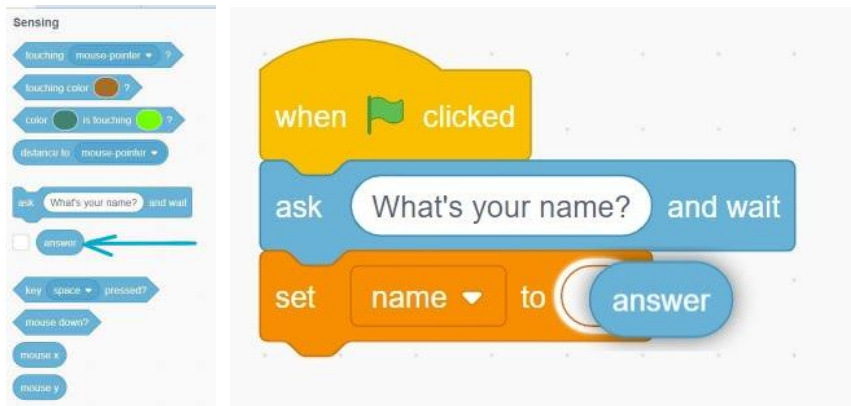 Sensing
touching mouse-pointer ?
touching color ?
color is touching ?
distance to mouse-pointer
ask What's your name? and wait
answer
key space pressed?
mouse down?
mouse x
mouse y
when clicked
ask What's your name? and wait
set name to answer